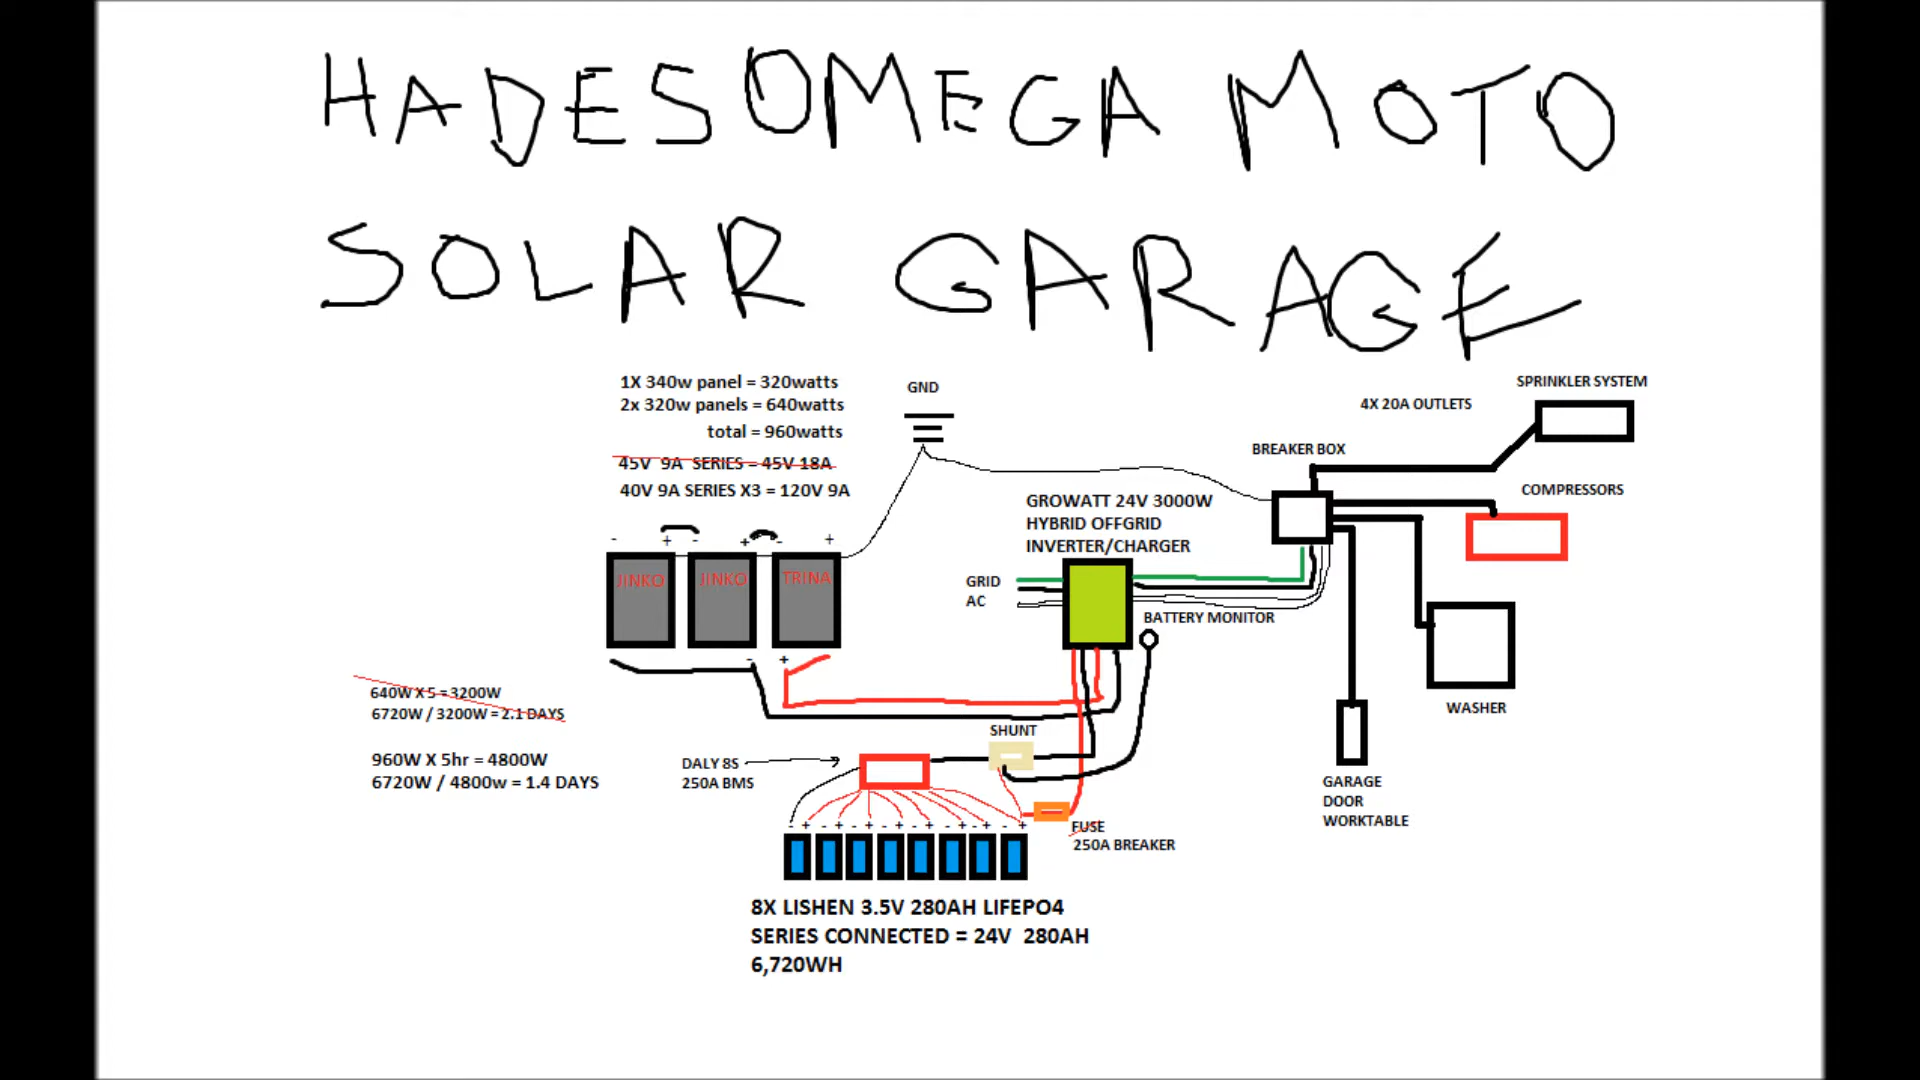 HADESOMEGA MOTO
SOLAR GARAGE
1X 340w panel = 320watts
2x 320w panels = 640watts
total = 960watts
45V 9A SERIES = 45V 18A
40V 9A SERIES X3 = 120V 9A
GND
SPRINKLER SYSTEM
4X 20A OUTLETS
BREAKER BOX
COMPRESSORS
GROWATT 24V 3000W
HYBRID OFFGRID
INVERTER/CHARGER
- + - + - +
JINKO JINKO TRINA
GRID
AC
BATTERY MONITOR
- +
640W X 5 = 3200W
6720W / 3200W = 2.1 DAYS
WASHER
SHUNT
960W X 5hr = 4800W
6720W / 4800w = 1.4 DAYS
DALY 8S
250A BMS
GARAGE
DOOR
WORKTABLE
- + - + - + - + - + - + - + - +
FUSE
250A BREAKER
8X LISHEN 3.5V 280AH LIFEPO4
SERIES CONNECTED = 24V 280AH
6,720WH